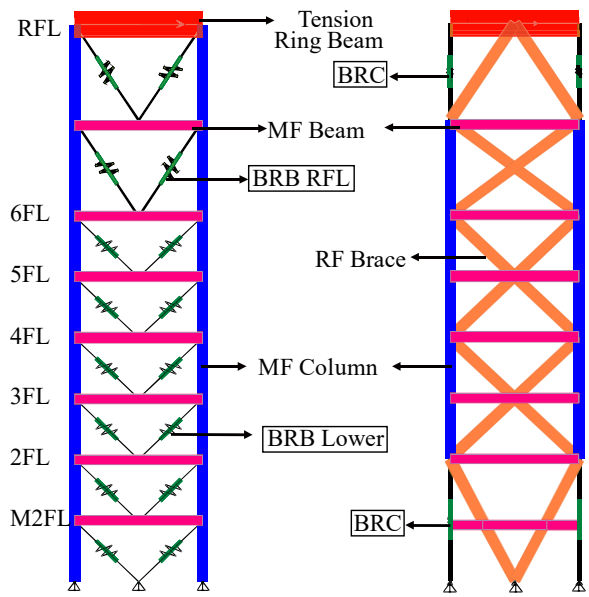 RFL
Tension
Ring Beam
BRC
MF Beam
BRB RFL
6FL
RF Brace
5FL
4FL
MF Column
3FL
BRB Lower
2FL
M2FL
BRC